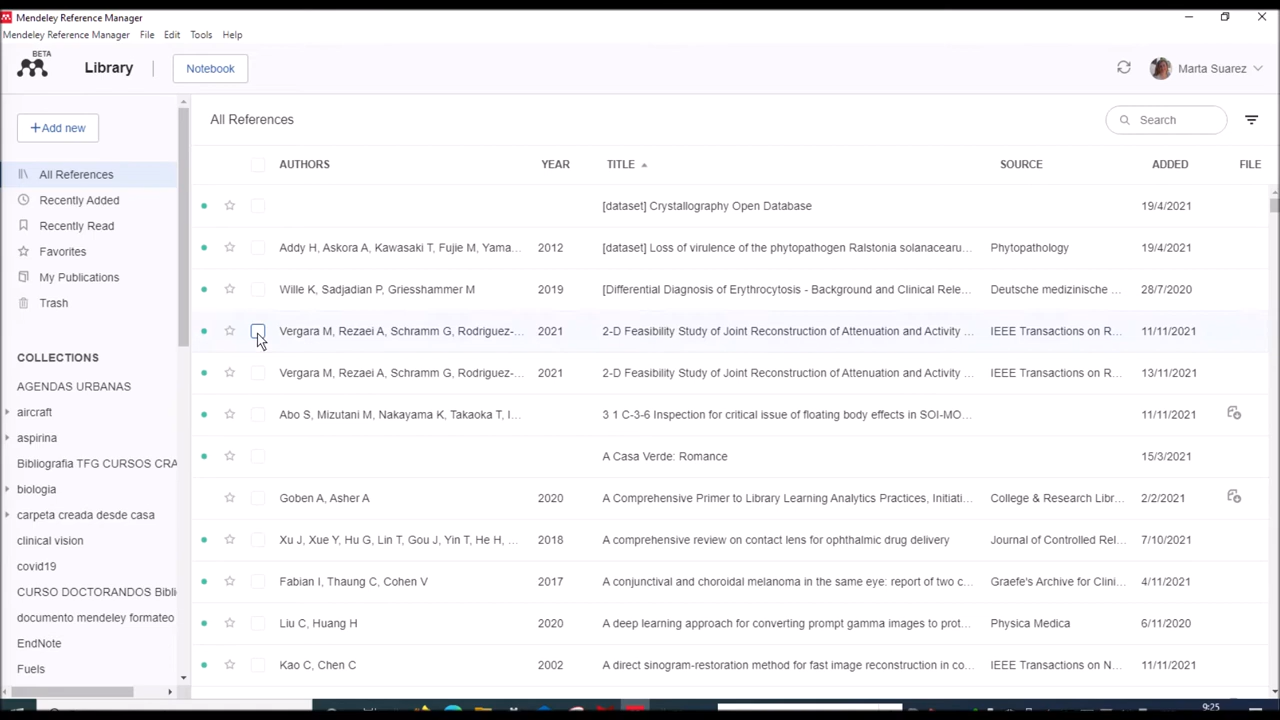 Mendeley Reference Manager
Mendeley Reference Manager File Edit Tools Help
BETA
Library Notebook Marta Suarez
+Add new All References Search
AUTHORS YEAR TITLE SOURCE ADDED FILE
All References
Recently Added
Recently Read
Favorites
My Publications
Trash
COLLECTIONS
AGENDAS URBANAS
aircraft
aspirina
Bibliografia TFG CURSOS CRA
biologia
carpeta creada desde casa
clinical vision
covid19
CURSO DOCTORANDOS Bibli
documento mendeley formateo
EndNote
Fuels
[dataset] Crystallography Open Database 19/4/2021
Addy H, Askora A, Kawasaki T, Fujie M, Yama... 2012 [dataset] Loss of virulence of the phytopathogen Ralstonia solanacearu... Phytopathology 19/4/2021
Wille K, Sadjadian P, Griesshammer M 2019 [Differential Diagnosis of Erythrocytosis - Background and Clinical Rele... Deutsche medizinische ... 28/7/2020
Vergara M, Rezaei A, Schramm G, Rodriguez-... 2021 2-D Feasibility Study of Joint Reconstruction of Attenuation and Activity ... IEEE Transactions on R... 11/11/2021
Vergara M, Rezaei A, Schramm G, Rodriguez-... 2021 2-D Feasibility Study of Joint Reconstruction of Attenuation and Activity ... IEEE Transactions on R... 13/11/2021
Abo S, Mizutani M, Nakayama K, Takaoka T, I... 3 1 C-3-6 Inspection for critical issue of floating body effects in SOI-MO... 11/11/2021
A Casa Verde: Romance 15/3/2021
Goben A, Asher A 2020 A Comprehensive Primer to Library Learning Analytics Practices, Initiati... College & Research Libr... 2/2/2021
Xu J, Xue Y, Hu G, Lin T, Gou J, Yin T, He H, ... 2018 A comprehensive review on contact lens for ophthalmic drug delivery Journal of Controlled Rel... 7/10/2021
Fabian I, Thaung C, Cohen V 2017 A conjunctival and choroidal melanoma in the same eye: report of two c... Graefe's Archive for Clini... 4/11/2021
Liu C, Huang H 2020 A deep learning approach for converting prompt gamma images to prot... Physica Medica 6/11/2020
Kao C, Chen C 2002 A direct sinogram-restoration method for fast image reconstruction in co... IEEE Transactions on N... 11/11/2021
9:25